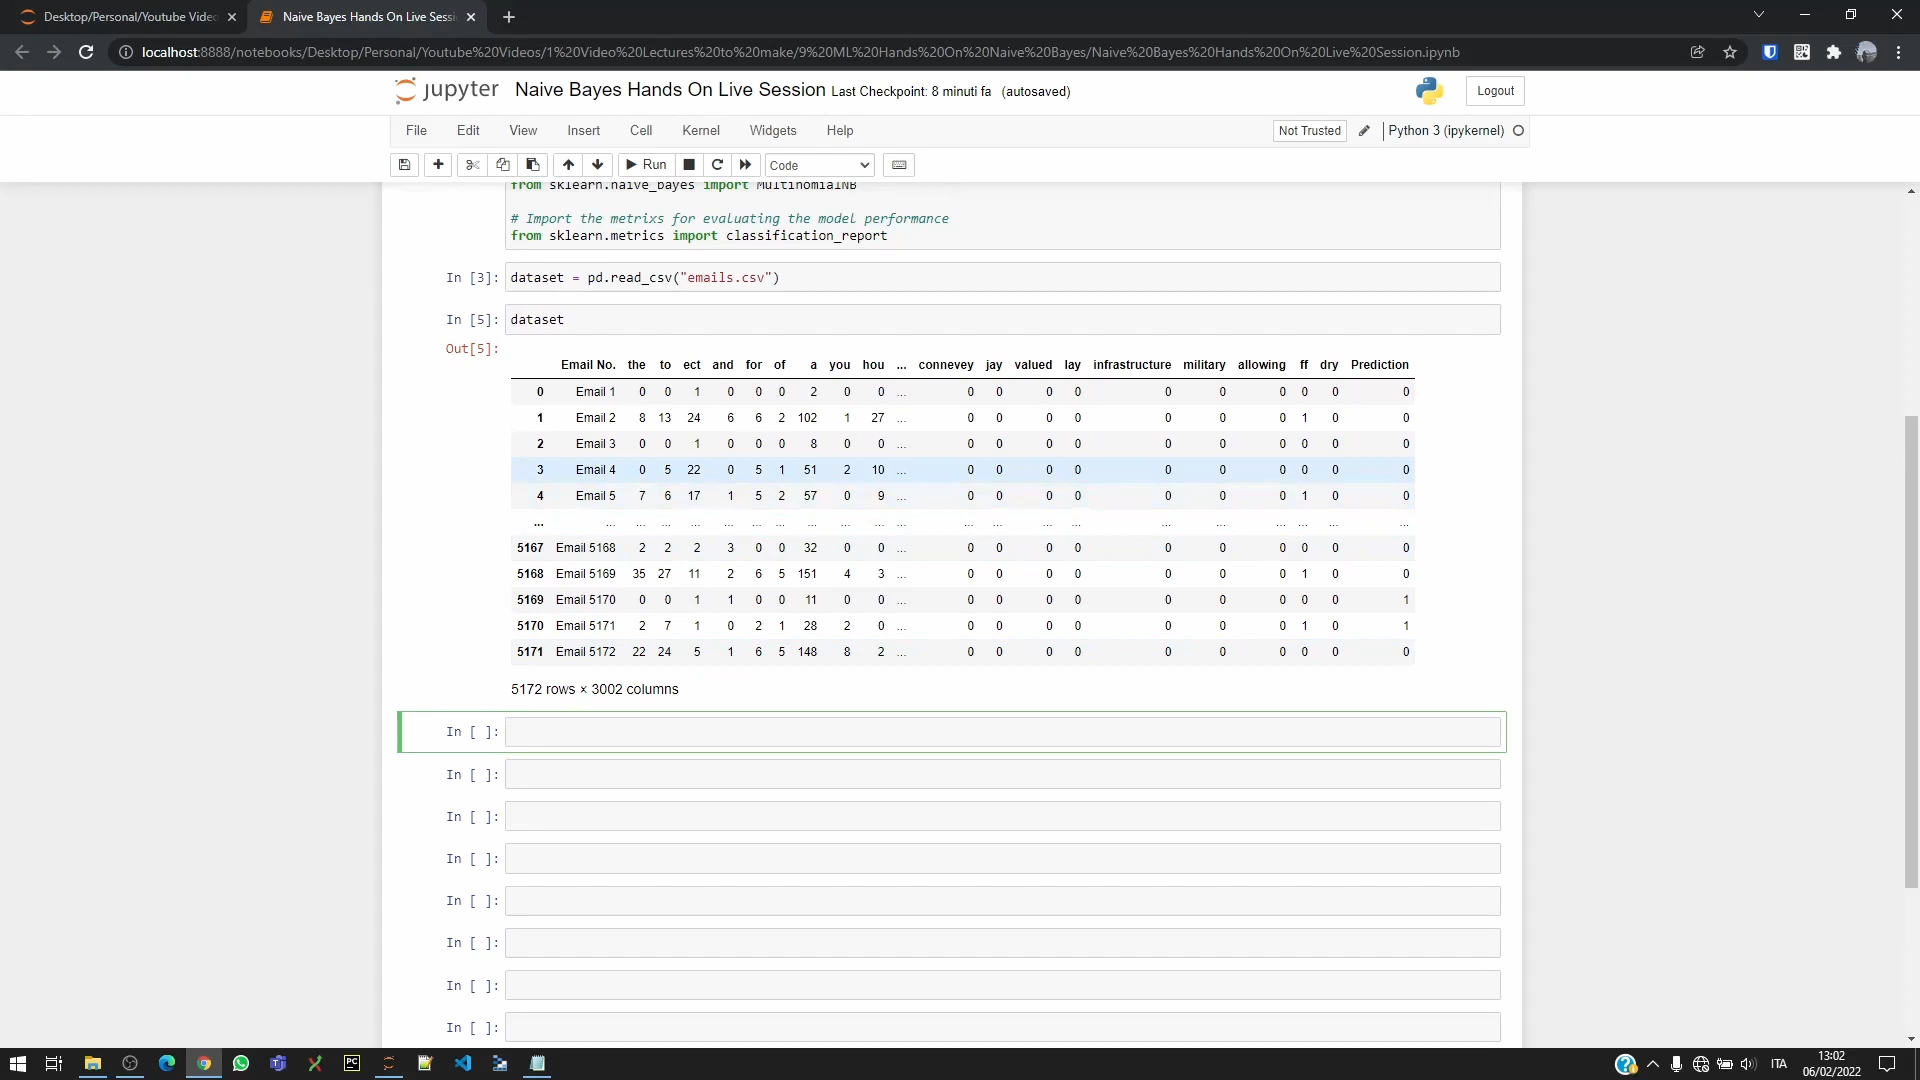 Desktop/Personal/Youtube Video
Naive Bayes Hands On Live Sessi
localhost:8888/notebooks/Desktop/Personal/Youtube%20Videos/1%20Video%20Lectures%20to%20make/9%20ML%20Hands%20On%20Naive%20Bayes/Naive%20Bayes%20Hands%20On%20Live%20Session.ipynb
jupyter Naive Bayes Hands On Live Session Last Checkpoint: 8 minuti fa (autosaved) Logout
File Edit View Insert Cell Kernel Widgets Help Not Trusted Python 3 (ipykernel)
Run Code
from sklearn.naive_bayes import MultinomialNB
# Import the metrixs for evaluating the model performance
from sklearn.metrics import classification_report
In [3]: dataset = pd.read_csv("emails.csv")
In [5]: dataset
Out[5]:
Email No. the to ect and for of a you hou ... connevey jay valued lay infrastructure military allowing ff dry Prediction
0 Email 1 0 0 1 0 0 0 2 0 0 ... 0 0 0 0 0 0 0 0 0 0
1 Email 2 8 13 24 6 6 2 102 1 27 ... 0 0 0 0 0 0 0 1 0 0
2 Email 3 0 0 1 0 0 0 8 0 0 ... 0 0 0 0 0 0 0 0 0 0
3 Email 4 0 5 22 0 5 1 51 2 10 ... 0 0 0 0 0 0 0 0 0 0
4 Email 5 7 6 17 1 5 2 57 0 9 ... 0 0 0 0 0 0 0 1 0 0
... ... ... ... ... ... ... ... ... ... ... ... ... ... ... ... ... ... ... ... ... ...
5167 Email 5168 2 2 2 3 0 0 32 0 0 ... 0 0 0 0 0 0 0 0 0 0
5168 Email 5169 35 27 11 2 6 5 151 4 3 ... 0 0 0 0 0 0 0 1 0 0
5169 Email 5170 0 0 1 1 0 0 11 0 0 ... 0 0 0 0 0 0 0 0 0 1
5170 Email 5171 2 7 1 0 2 1 28 2 0 ... 0 0 0 0 0 0 0 1 0 1
5171 Email 5172 22 24 5 1 6 5 148 8 2 ... 0 0 0 0 0 0 0 0 0 0
5172 rows × 3002 columns
In [ ]:
In [ ]:
In [ ]:
In [ ]:
In [ ]:
In [ ]:
In [ ]:
In [ ]:
PC
ITA
13:02
06/02/2022